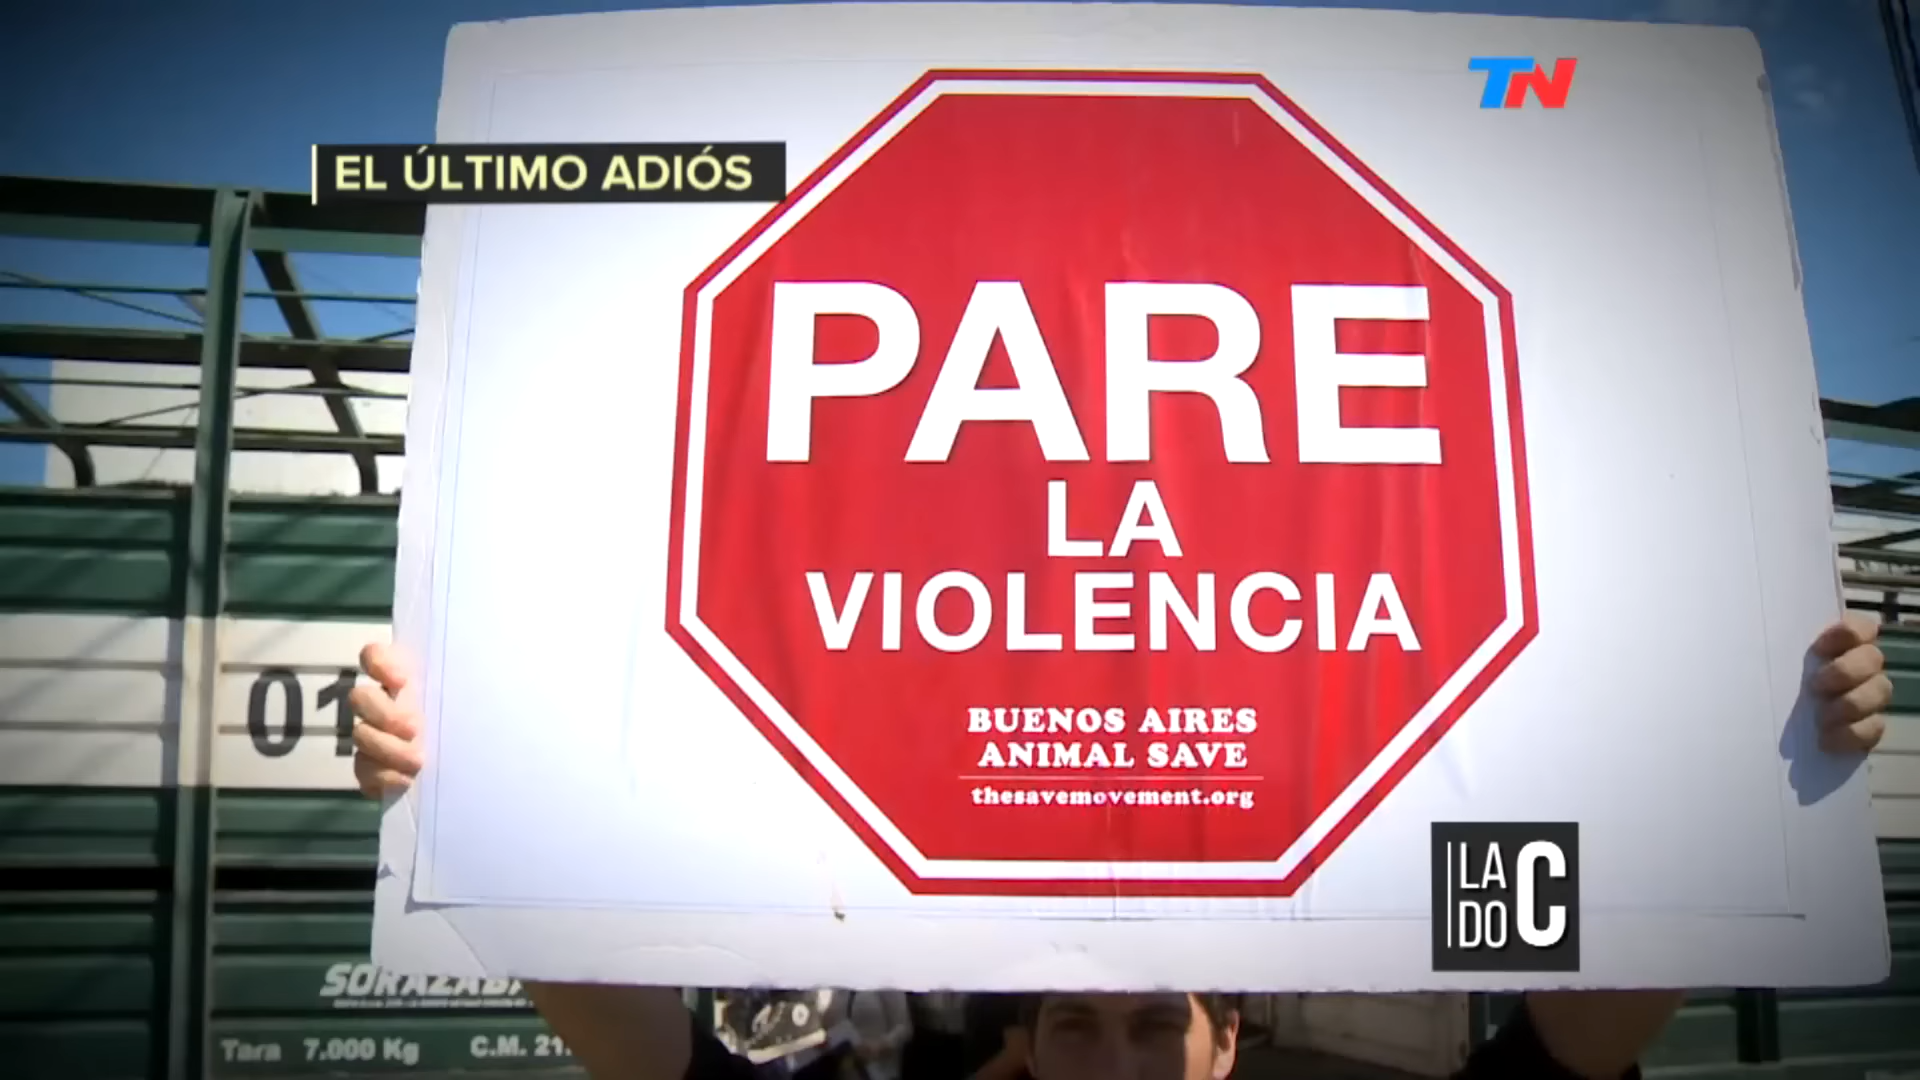 TN
EL ÚLTIMO ADIÓS
PARE
LA
VIOLENCIA
BUENOS AIRES
ANIMAL SAVE
thesavemovement.org
01
LA
DO C
Tara 7.000 Kg C.M. 21.